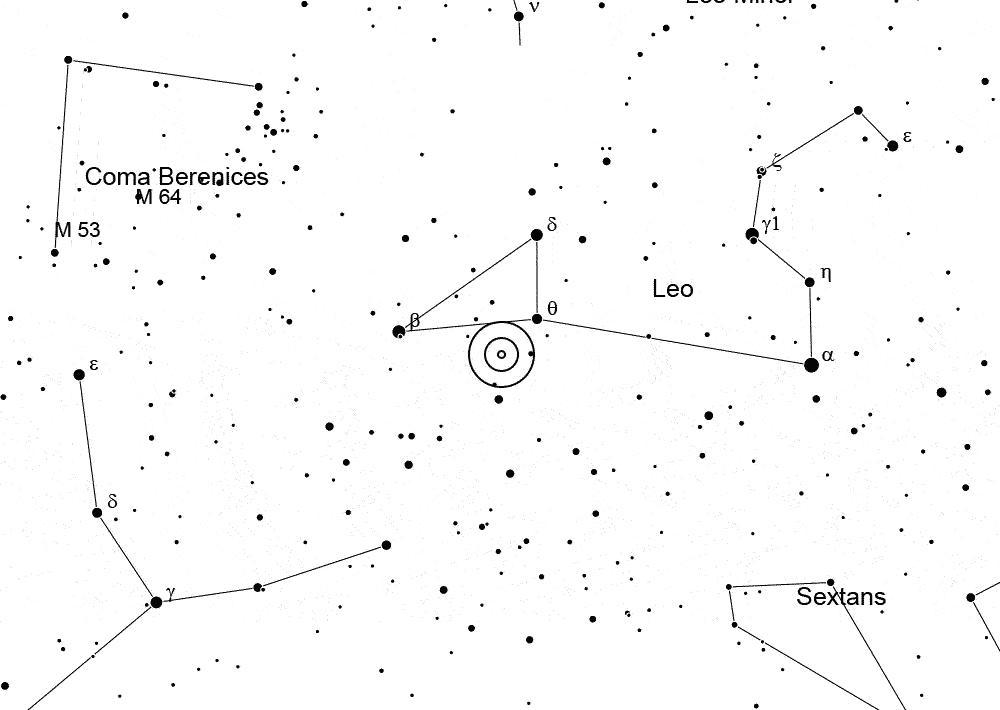 ν
Leo Minor
ε
ζ
Coma Berenices
M 64
M 53
δ
γ1
η
Leo
θ
β
α
ε
δ
γ
Sextans